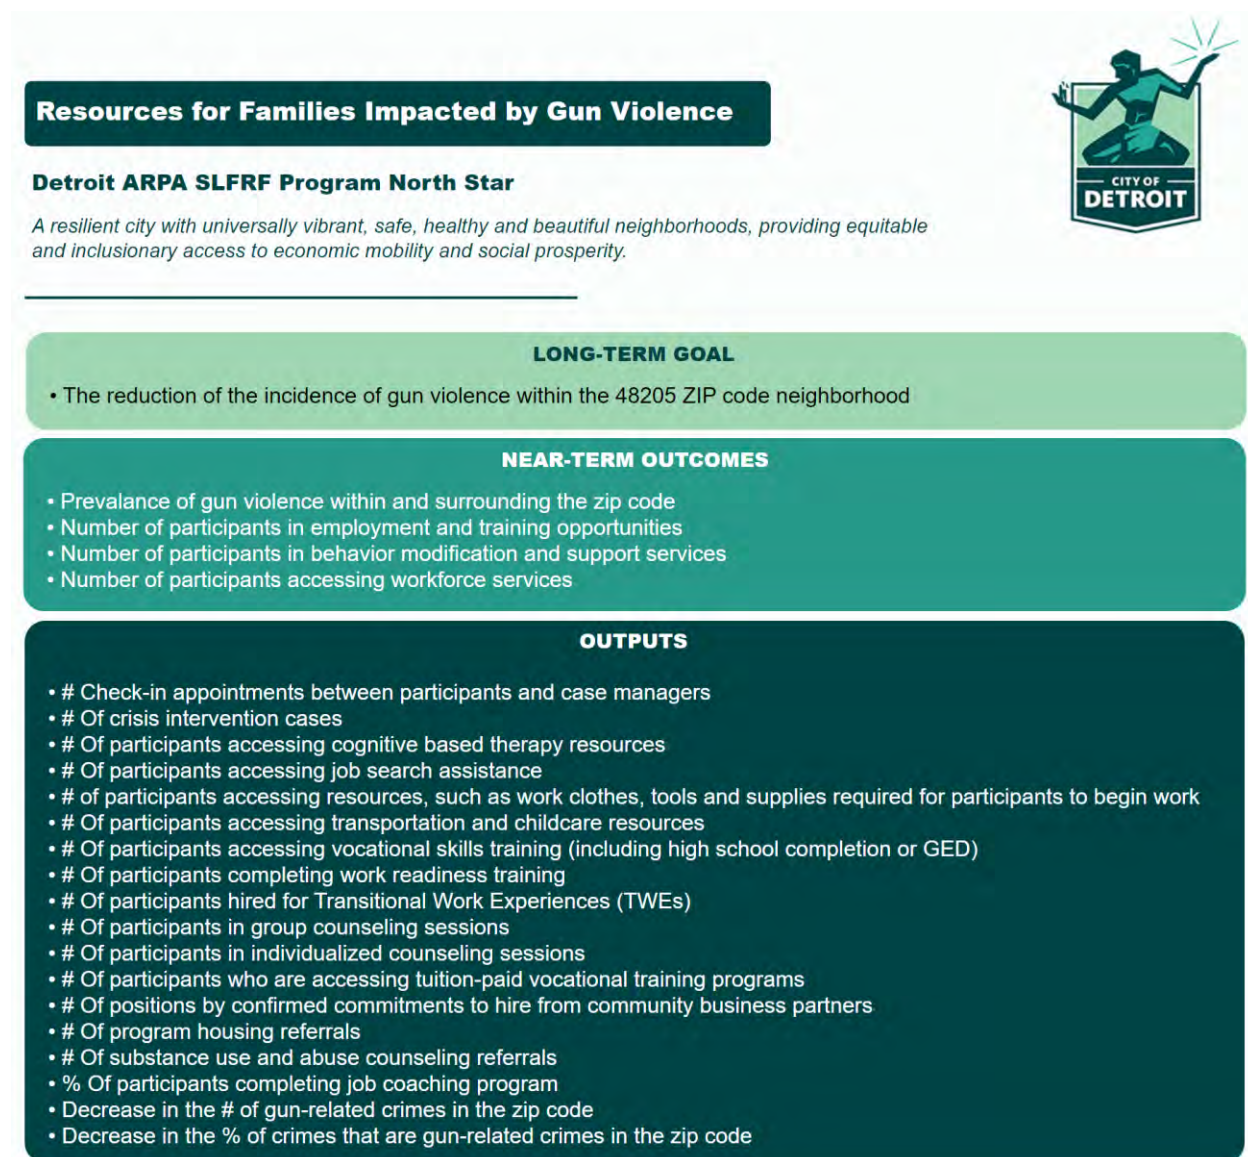 Resources for Families Impacted by Gun Violence
CITY OF
DETROIT
Detroit ARPA SLFRF Program North Star
A resilient city with universally vibrant, safe, healthy and beautiful neighborhoods, providing equitable
and inclusionary access to economic mobility and social prosperity.
LONG-TERM GOAL
• The reduction of the incidence of gun violence within the 48205 ZIP code neighborhood
NEAR-TERM OUTCOMES
• Prevalance of gun violence within and surrounding the zip code
• Number of participants in employment and training opportunities
• Number of participants in behavior modification and support services
• Number of participants accessing workforce services
OUTPUTS
• # Check-in appointments between participants and case managers
• # Of crisis intervention cases
• # Of participants accessing cognitive based therapy resources
• # Of participants accessing job search assistance
• # of participants accessing resources, such as work clothes, tools and supplies required for participants to begin work
• # Of participants accessing transportation and childcare resources
• # Of participants accessing vocational skills training (including high school completion or GED)
• # Of participants completing work readiness training
• # Of participants hired for Transitional Work Experiences (TWEs)
• # Of participants in group counseling sessions
• # Of participants in individualized counseling sessions
• # Of participants who are accessing tuition-paid vocational training programs
• # Of positions by confirmed commitments to hire from community business partners
• # Of program housing referrals
• # Of substance use and abuse counseling referrals
• % Of participants completing job coaching program
• Decrease in the # of gun-related crimes in the zip code
• Decrease in the % of crimes that are gun-related crimes in the zip code